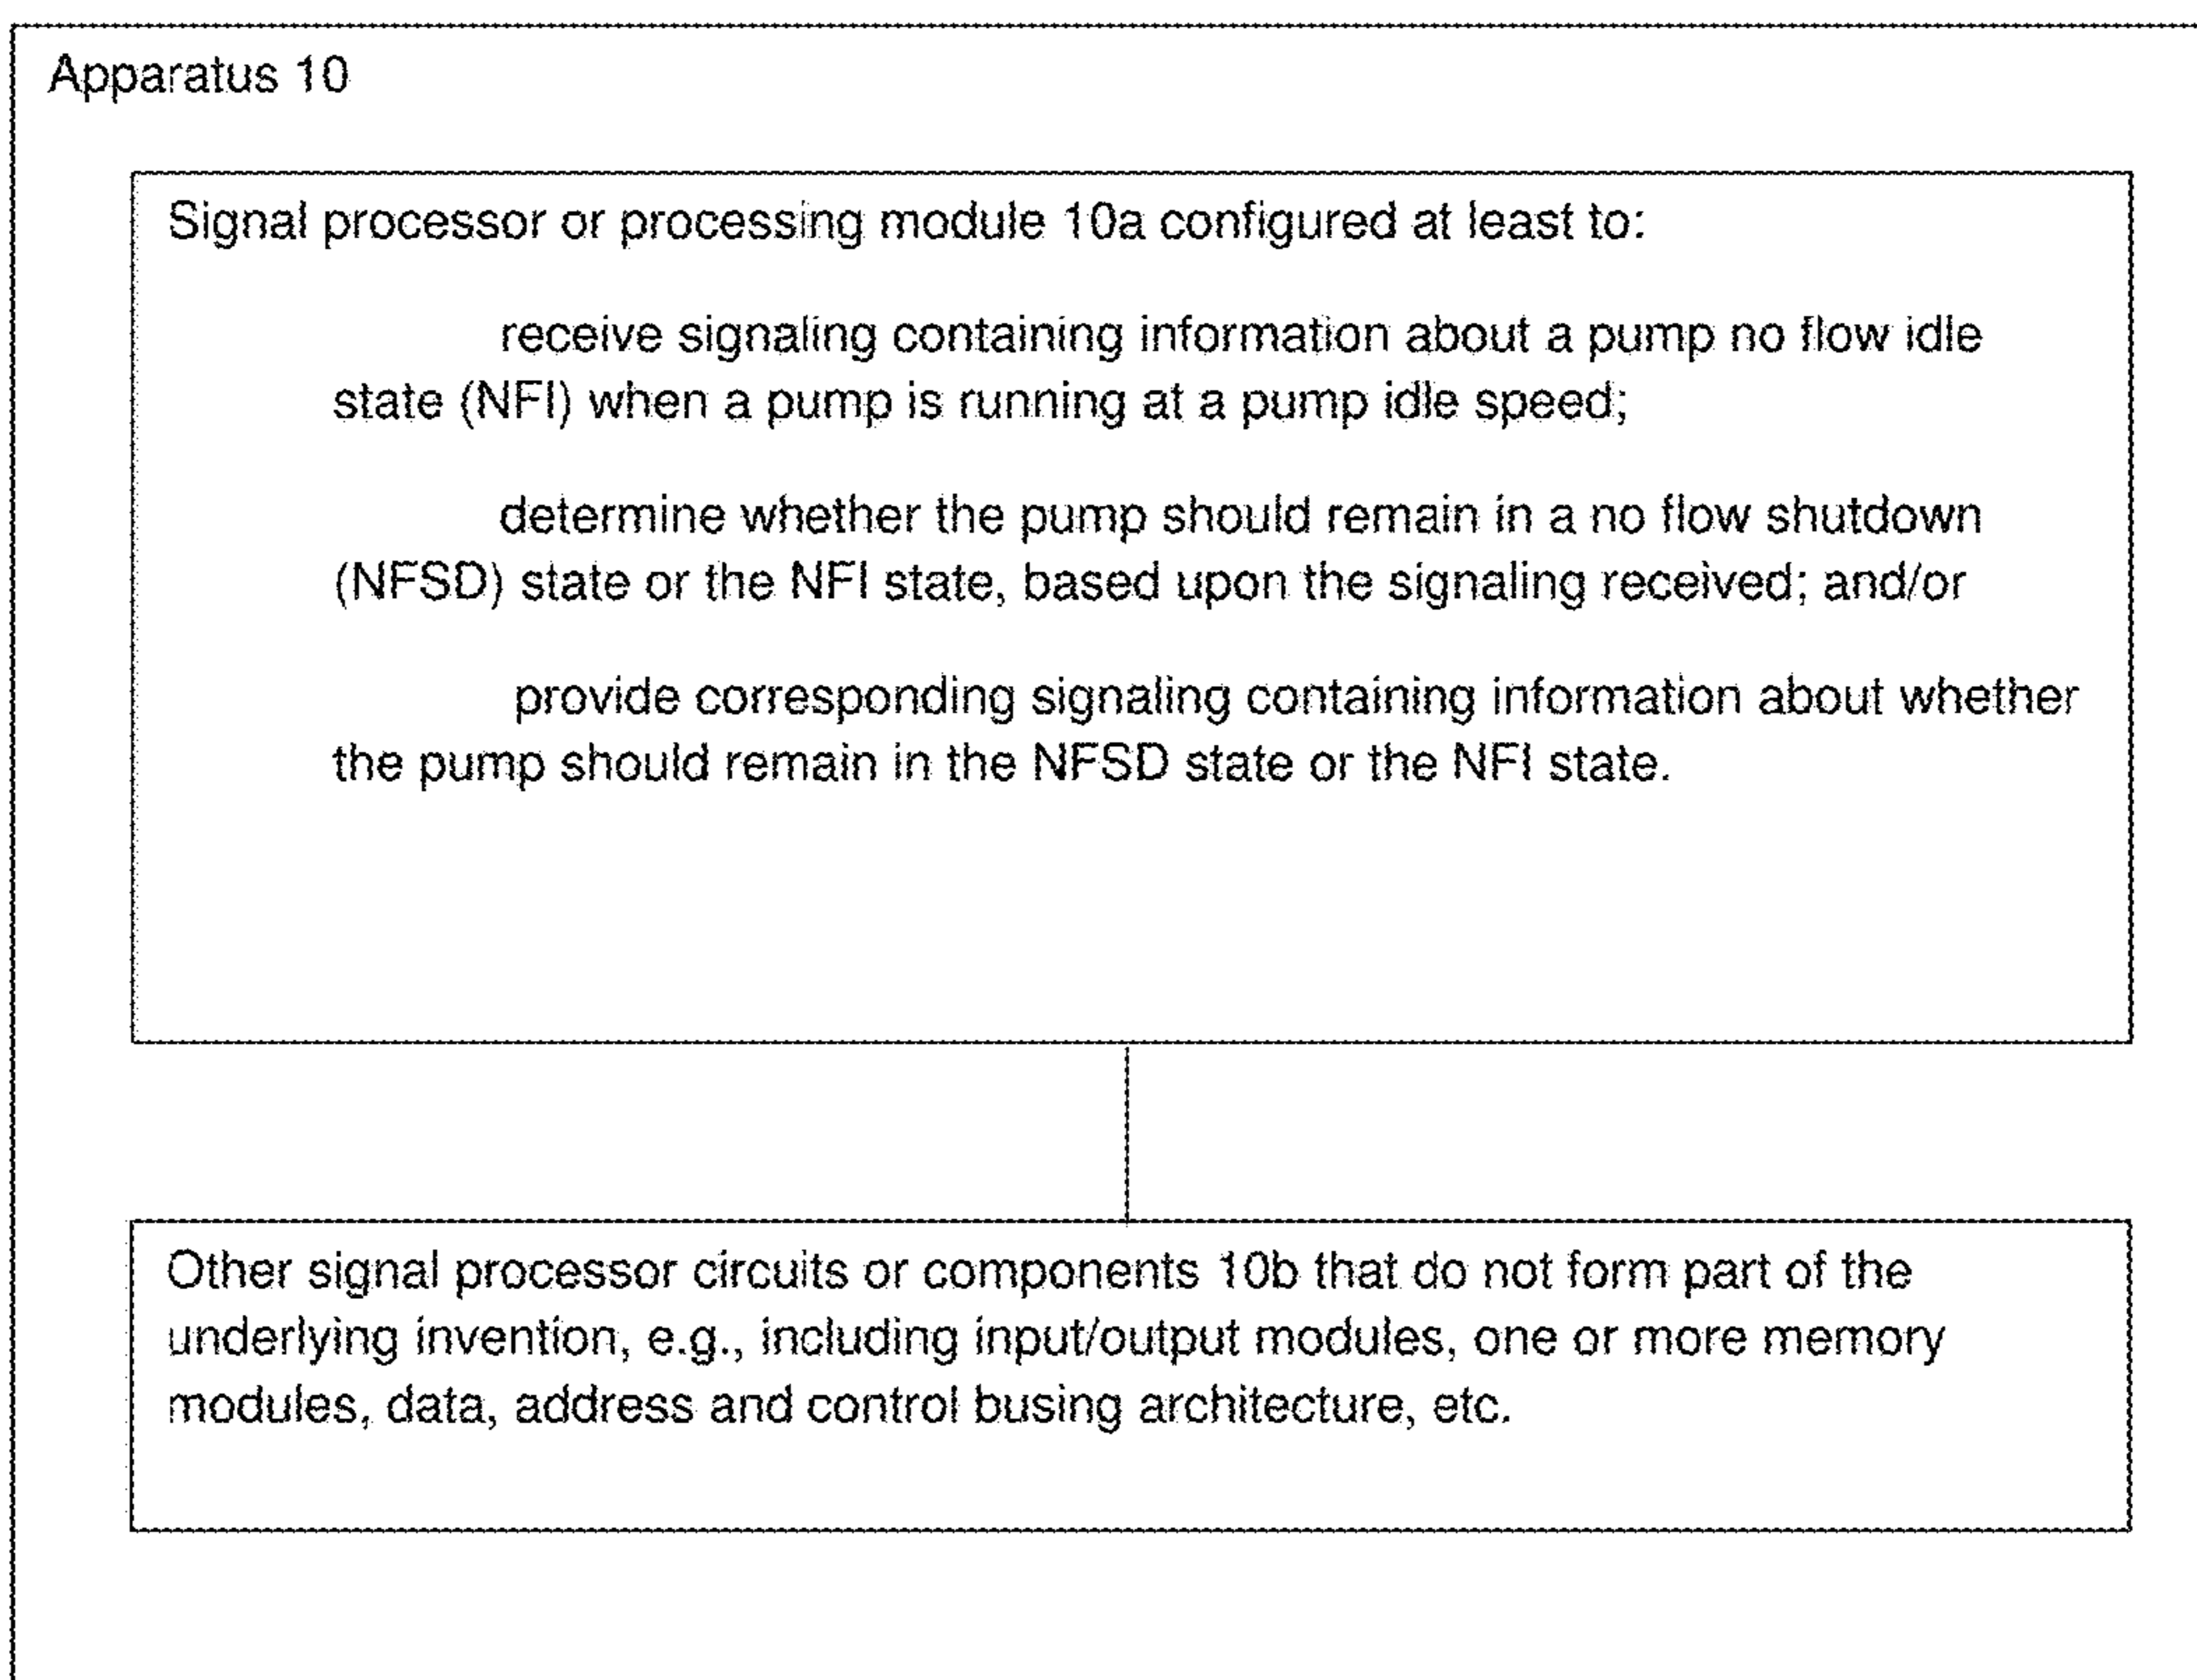 Apparatus 10
Signal processor or processing module 10a configured at least to:
receive signaling containing information about a pump no flow idle
state (NFI) when a pump is running at a pump idle speed;
determine whether the pump should remain in a no flow shutdown
(NFSD) state or the NFI state, based upon the signaling received; and/or
provide corresponding signaling containing information about whether
the pump should remain in the NFSD state or the NFI state.
Other signal processor circuits or components 10b that do not form part of the
underlying invention, e.g., including input/output modules, one or more memory
modules, data, address and control busing architecture, etc.